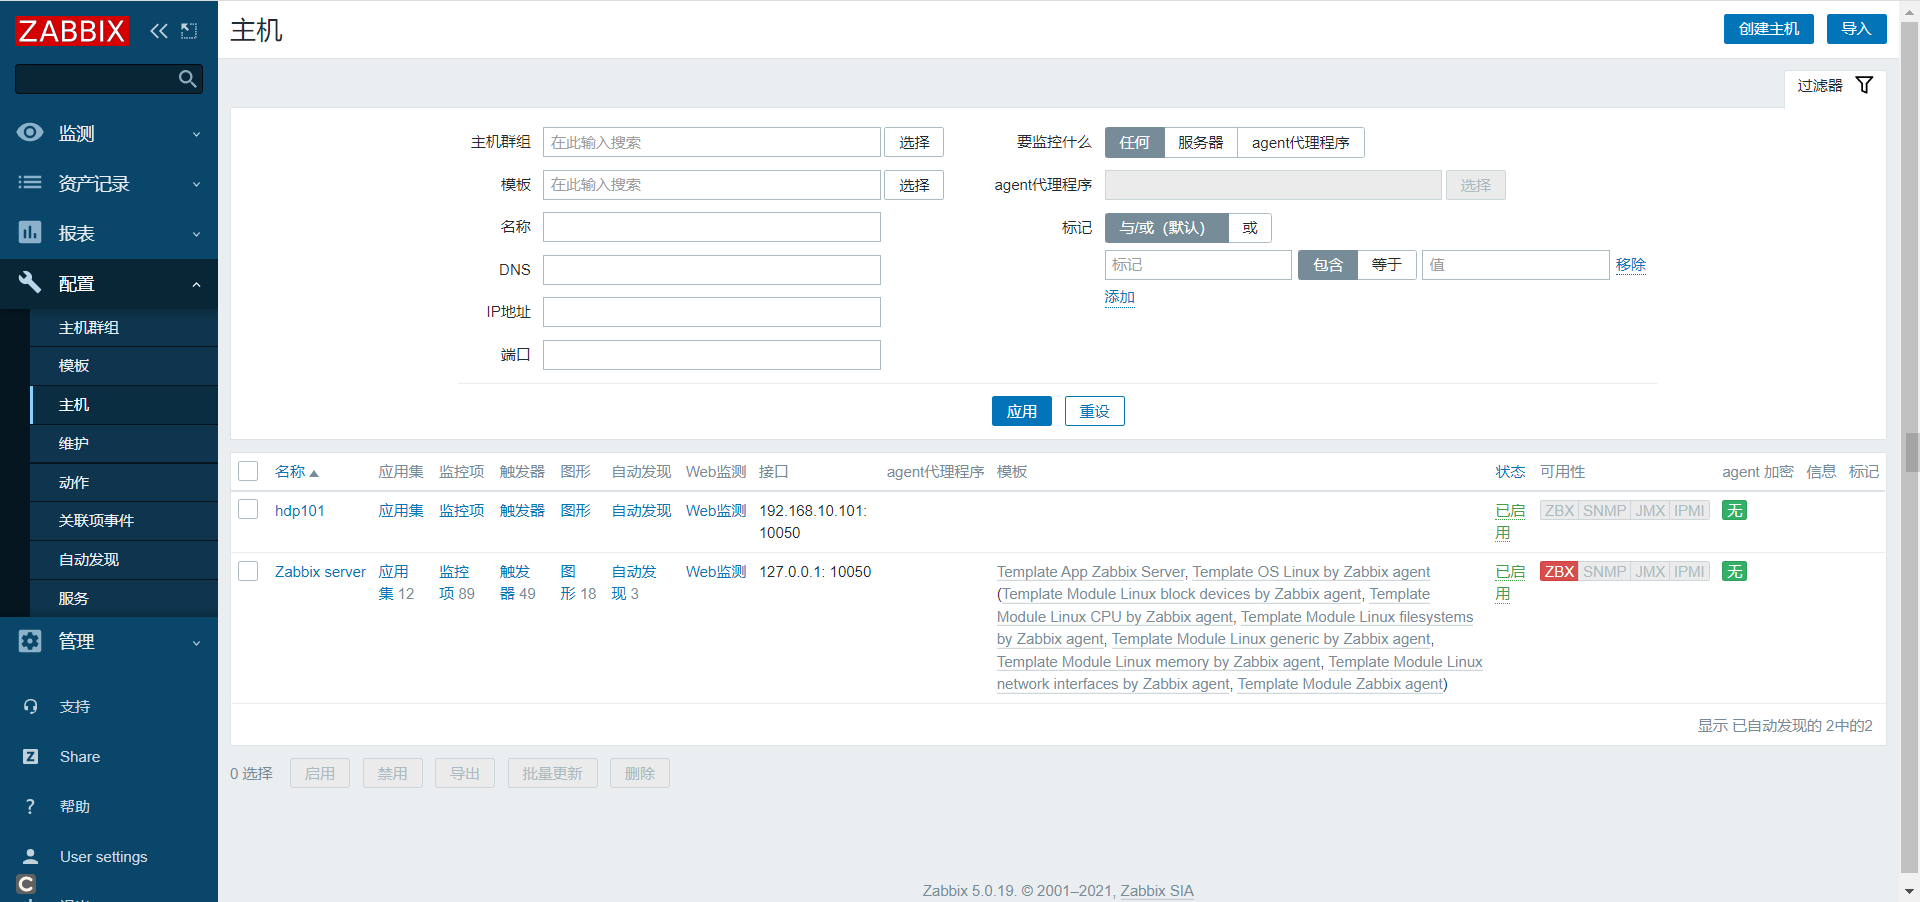 ZABBIX
监测
资产记录
报表
配置
主机群组
模板
主机
维护
动作
关联项事件
自动发现
服务
管理
支持
Share
帮助
User settings
主机
创建主机 导入
过滤器
主机群组 在此输入搜索 选择
模板 在此输入搜索 选择
名称
DNS
IP地址
端口
要监控什么 任何 服务器 agent代理程序
agent代理程序 选择
标记 与/或（默认） 或
标记 包含 等于 值 移除
添加
应用 重设
名称 应用集 监控项 触发器 图形 自动发现 Web监测 接口 agent代理程序 模板 状态 可用性 agent 加密 信息 标记
hdp101 应用集 监控项 触发器 图形 自动发现 Web监测 192.168.10.101: 已启 ZBX SNMP JMX IPMI 无
10050 用
Zabbix server 应用 监控 触发 图 自动发 Web监测 127.0.0.1: 10050 Template App Zabbix Server, Template OS Linux by Zabbix agent 已启 ZBX SNMP JMX IPMI 无
集 12 项 89 器 49 形 18 现 3 (Template Module Linux block devices by Zabbix agent, Template 用
Module Linux CPU by Zabbix agent, Template Module Linux filesystems
by Zabbix agent, Template Module Linux generic by Zabbix agent,
Template Module Linux memory by Zabbix agent, Template Module Linux
network interfaces by Zabbix agent, Template Module Zabbix agent)
显示 已自动发现的 2中的2
0 选择 启用 禁用 导出 批量更新 删除
Zabbix 5.0.19. © 2001–2021, Zabbix SIA